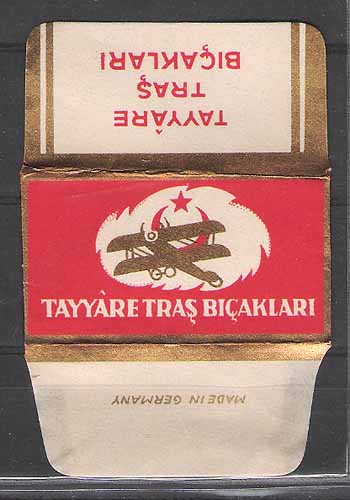 TAYYÂRE
TRAŞ
BIÇAKLARI
TAYYÂRE TRAŞ BIÇAKLARI
MADE IN GERMANY